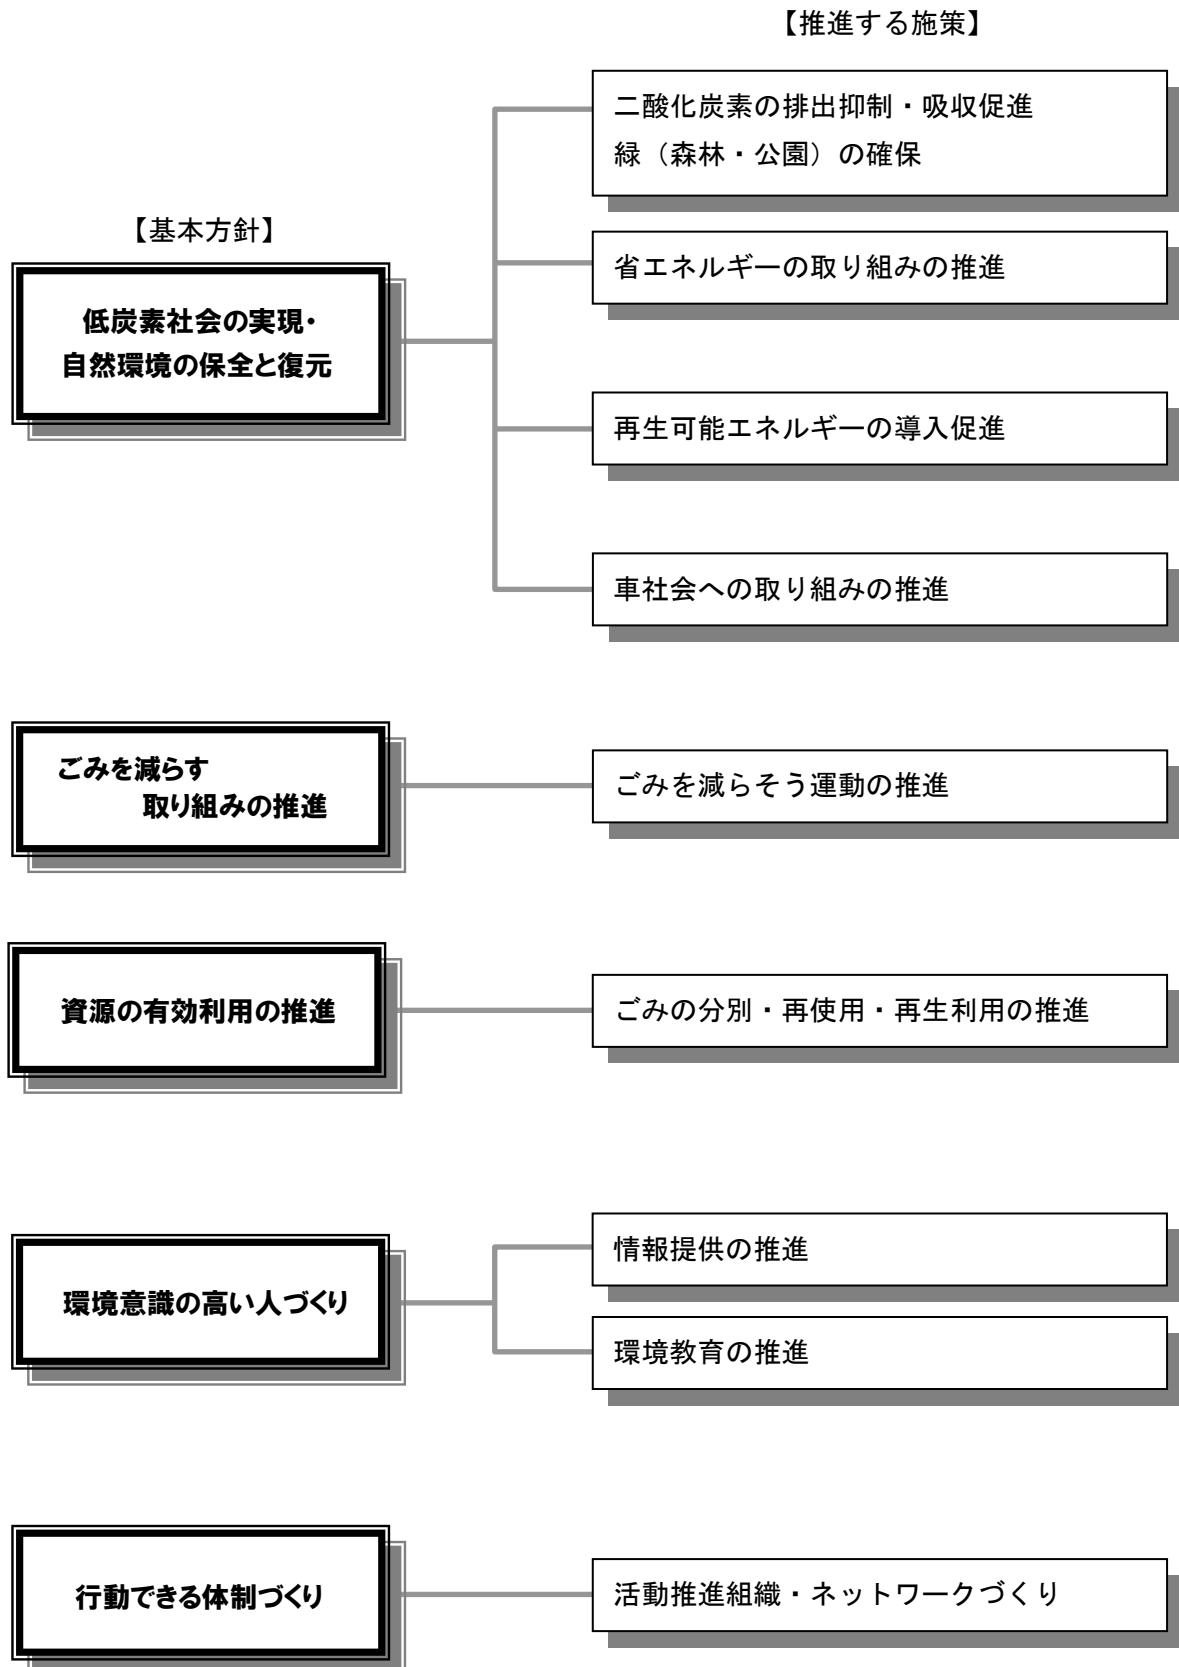 【推進する施策】
二酸化炭素の排出抑制・吸収促進
緑（森林・公園）の確保
【基本方針】
省エネルギーの取り組みの推進
低炭素社会の実現・
自然環境の保全と復元
再生可能エネルギーの導入促進
車社会への取り組みの推進
ごみを減らす
取り組みの推進
ごみを減らそう運動の推進
資源の有効利用の推進
ごみの分別・再使用・再生利用の推進
情報提供の推進
環境意識の高い人づくり
環境教育の推進
行動できる体制づくり
活動推進組織・ネットワークづくり